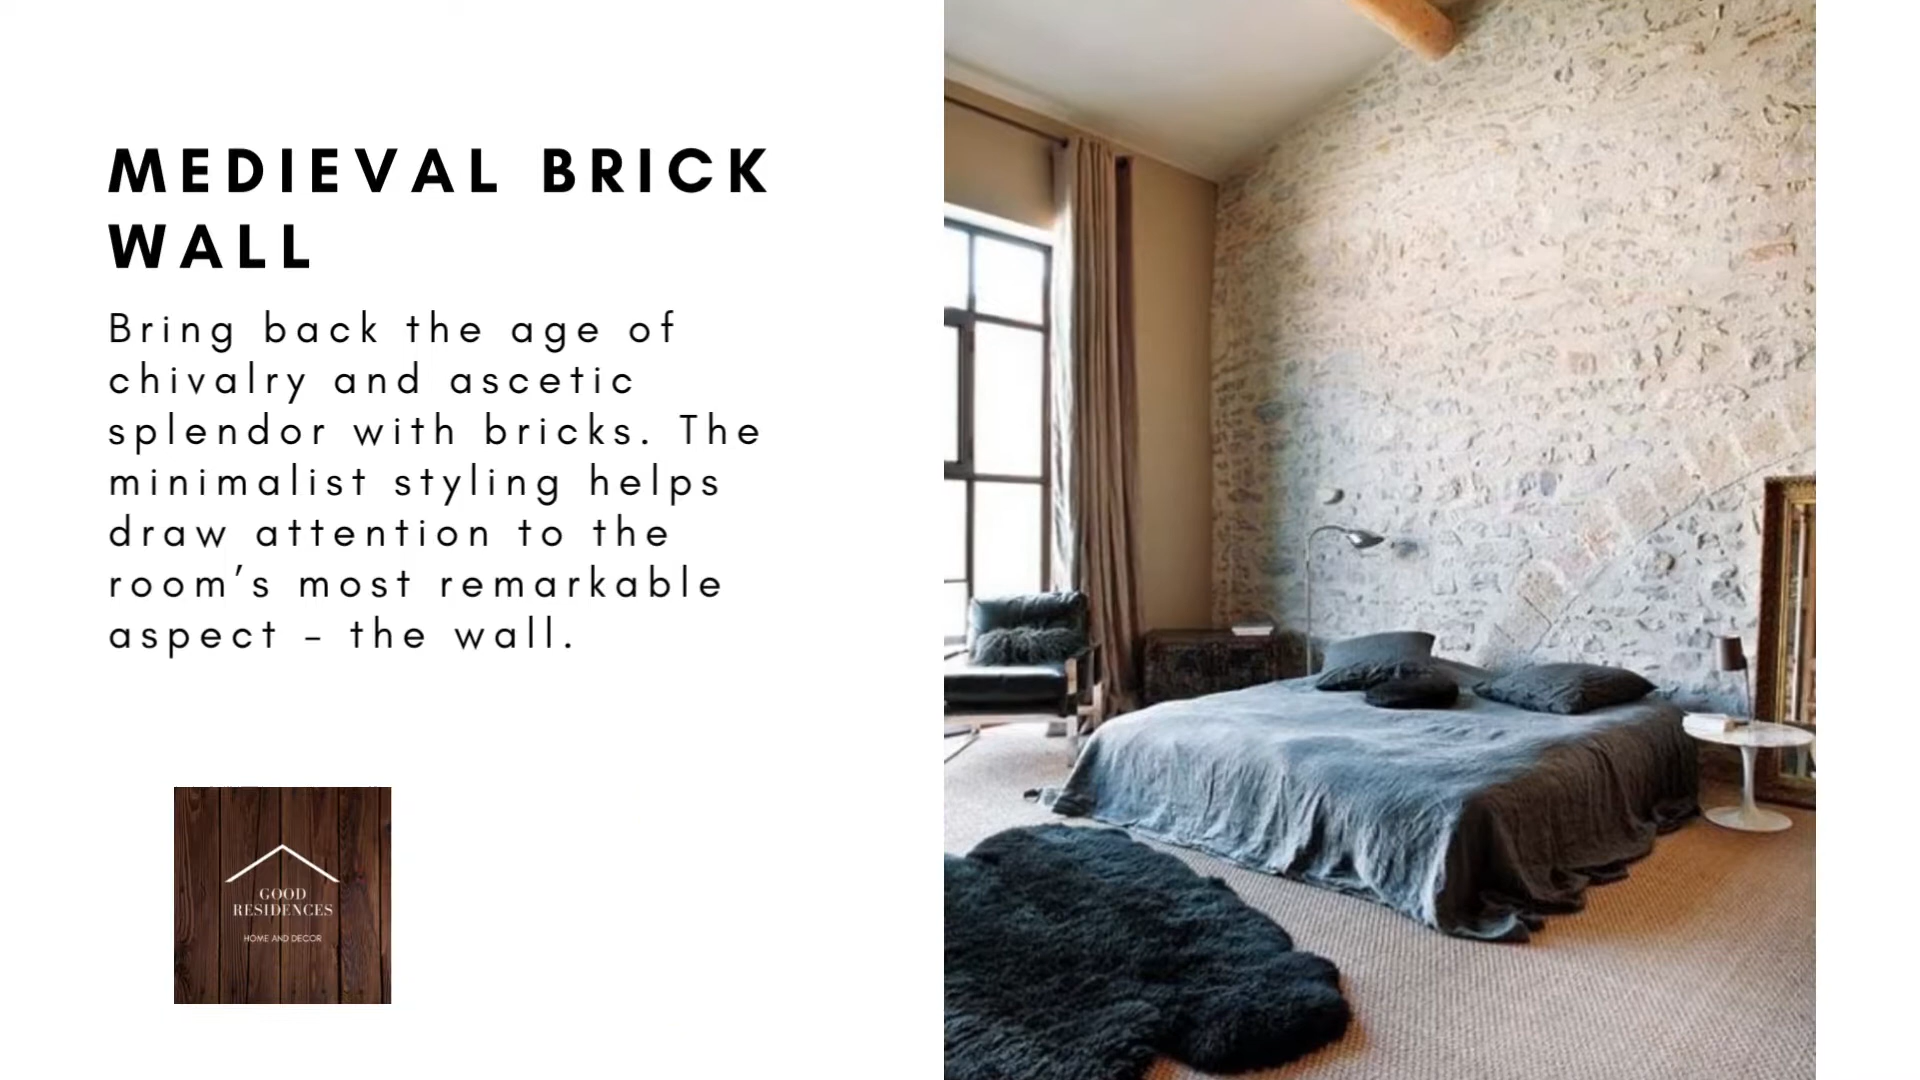 MEDIEVAL BRICK
WALL
Bring back the age of
chivalry and ascetic
splendor with bricks. The
minimalist styling helps
draw attention to the
room’s most remarkable
aspect – the wall.
GOOD
RESIDENCES
HOME AND DECOR